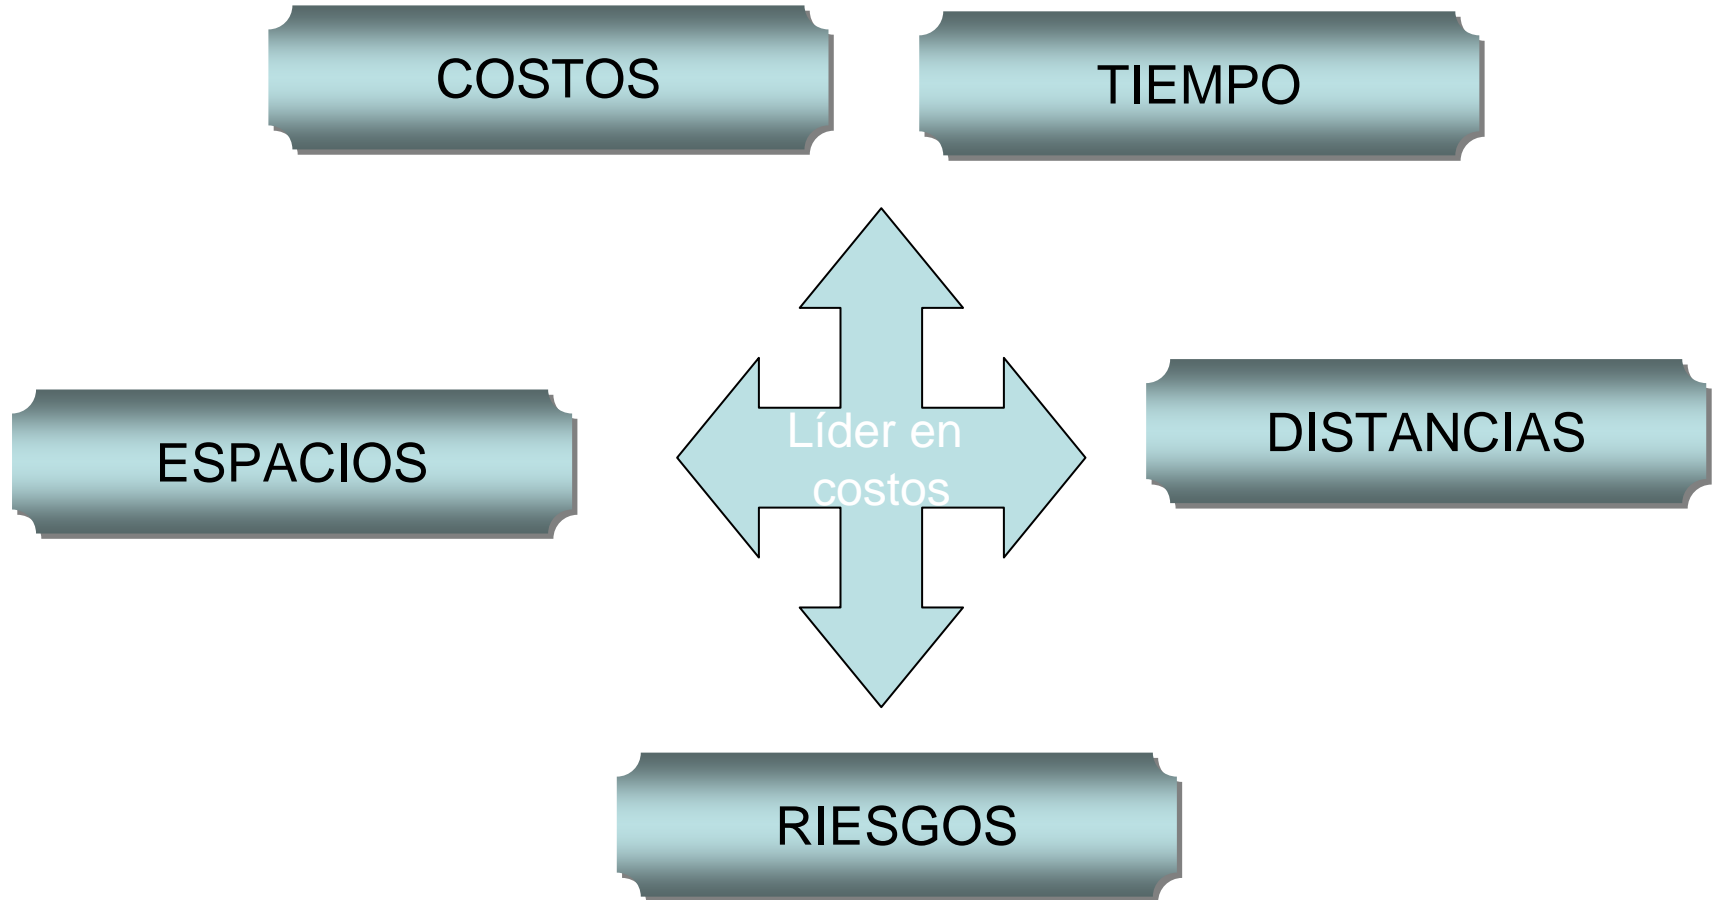 COSTOS
TIEMPO
ESPACIOS
Líder en
costos
DISTANCIAS
RIESGOS